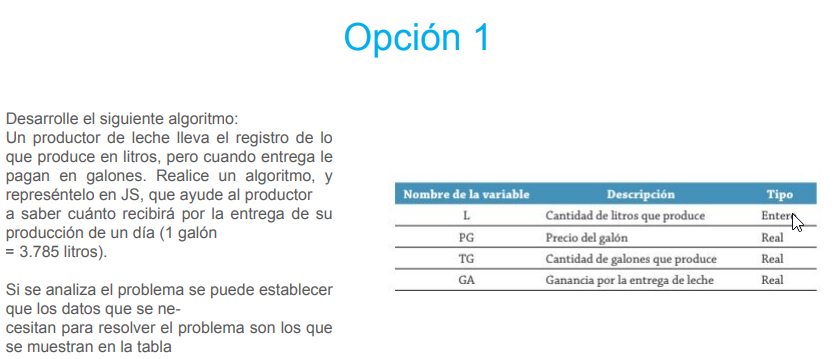 Opción 1
Desarrolle el siguiente algoritmo:
Un productor de leche lleva el registro de lo
que produce en litros, pero cuando entrega le
pagan en galones. Realice un algoritmo, y
represéntelo en JS, que ayude al productor
a saber cuánto recibirá por la entrega de su
producción de un día (1 galón
= 3.785 litros).
Si se analiza el problema se puede establecer
que los datos que se ne-
cesitan para resolver el problema son los que
se muestran en la tabla
Nombre de la variable Descripción Tipo
L Cantidad de litros que produce Entero
PG Precio del galón Real
TG Cantidad de galones que produce Real
GA Ganancia por la entrega de leche Real